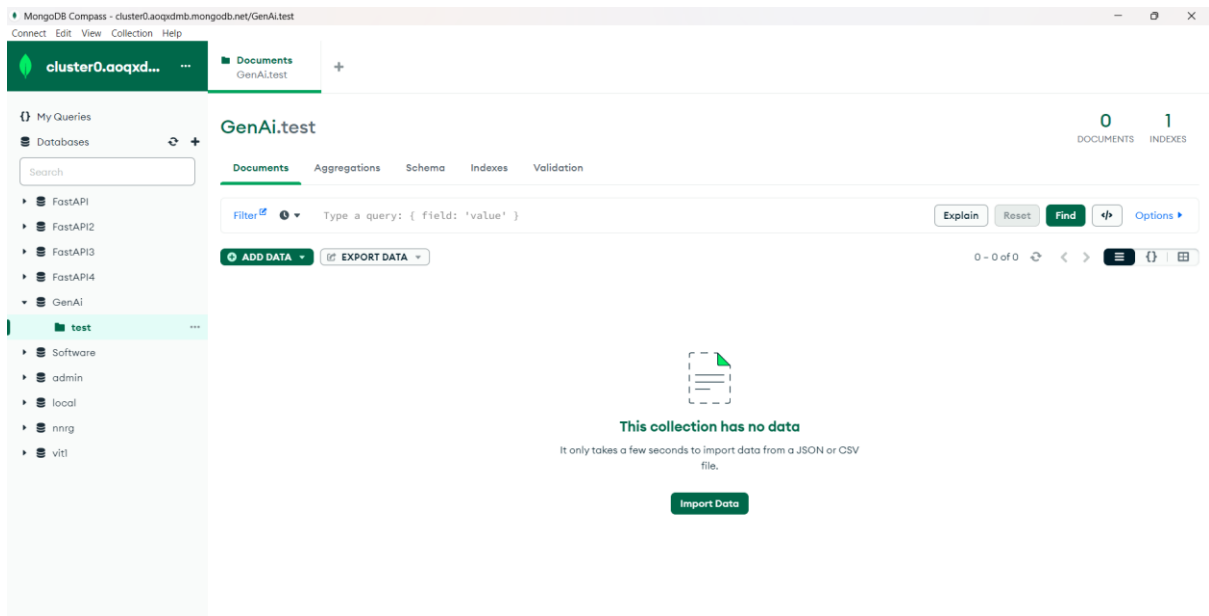 MongoDB Compass - cluster0.aoqxdmb.mongodb.net/GenAi.test
Connect Edit View Collection Help
cluster0.aoqxd... ...
Documents
GenAi.test
+
My Queries
Databases
Search
FastAPI
FastAPI2
FastAPI3
FastAPI4
GenAi
test ...
Software
admin
local
nnrg
vit1
GenAi.test
0
DOCUMENTS
1
INDEXES
Documents Aggregations Schema Indexes Validation
Filter Type a query: { field: 'value' } Explain Reset Find </> Options
ADD DATA EXPORT DATA 0 – 0 of 0 {}
This collection has no data
It only takes a few seconds to import data from a JSON or CSV
file.
Import Data